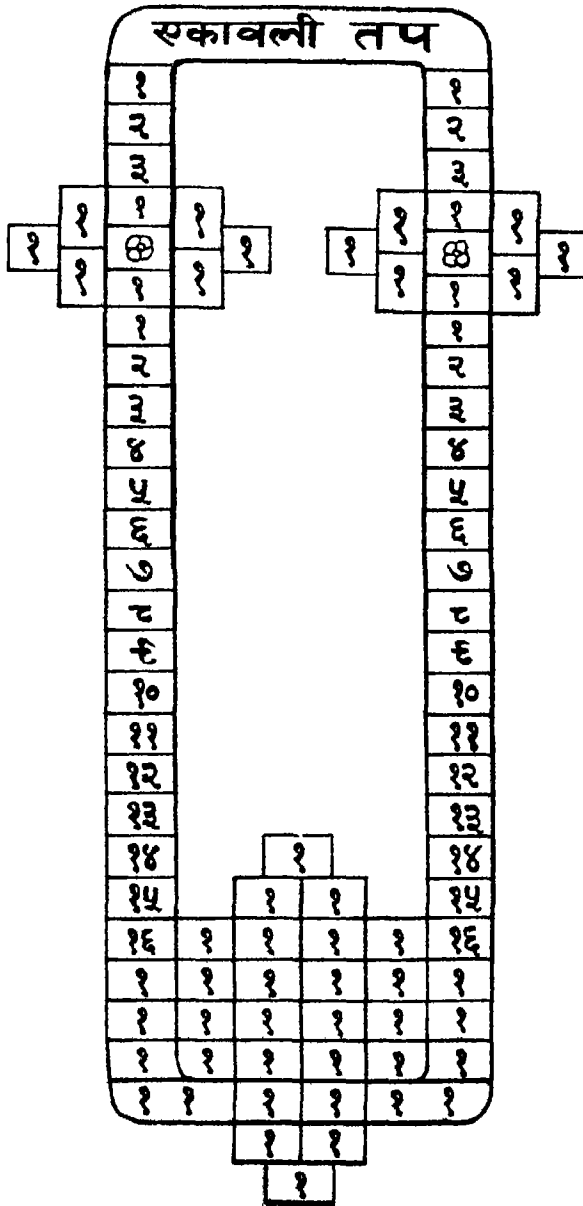 एकावली तप
१ १
२ २
३ ३
१ १ १ १ १ १
१ १ १ १
१ १ १ १ १ १
१ १
२ २
३ ३
४ ४
५ ५
६ ६
७ ७
८ ८
९ ९
१० १०
११ ११
१२ १२
१३ १३
१४ १ १४
१५ १ १ १५
१६ १ १ १ १ १६
१ १ १ १ १ १
१ १ १ १ १ १
१ १ १ १ १ १
१ १ १ १ १ १
१ १
१